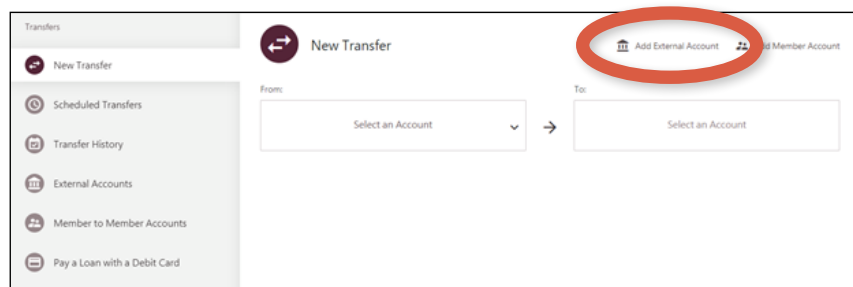 Transfers
New Transfer
Scheduled Transfers
Transfer History
External Accounts
Member to Member Accounts
Pay a Loan with a Debit Card
New Transfer
Add External Account
Member Account
From:
Select an Account
To:
Select an Account